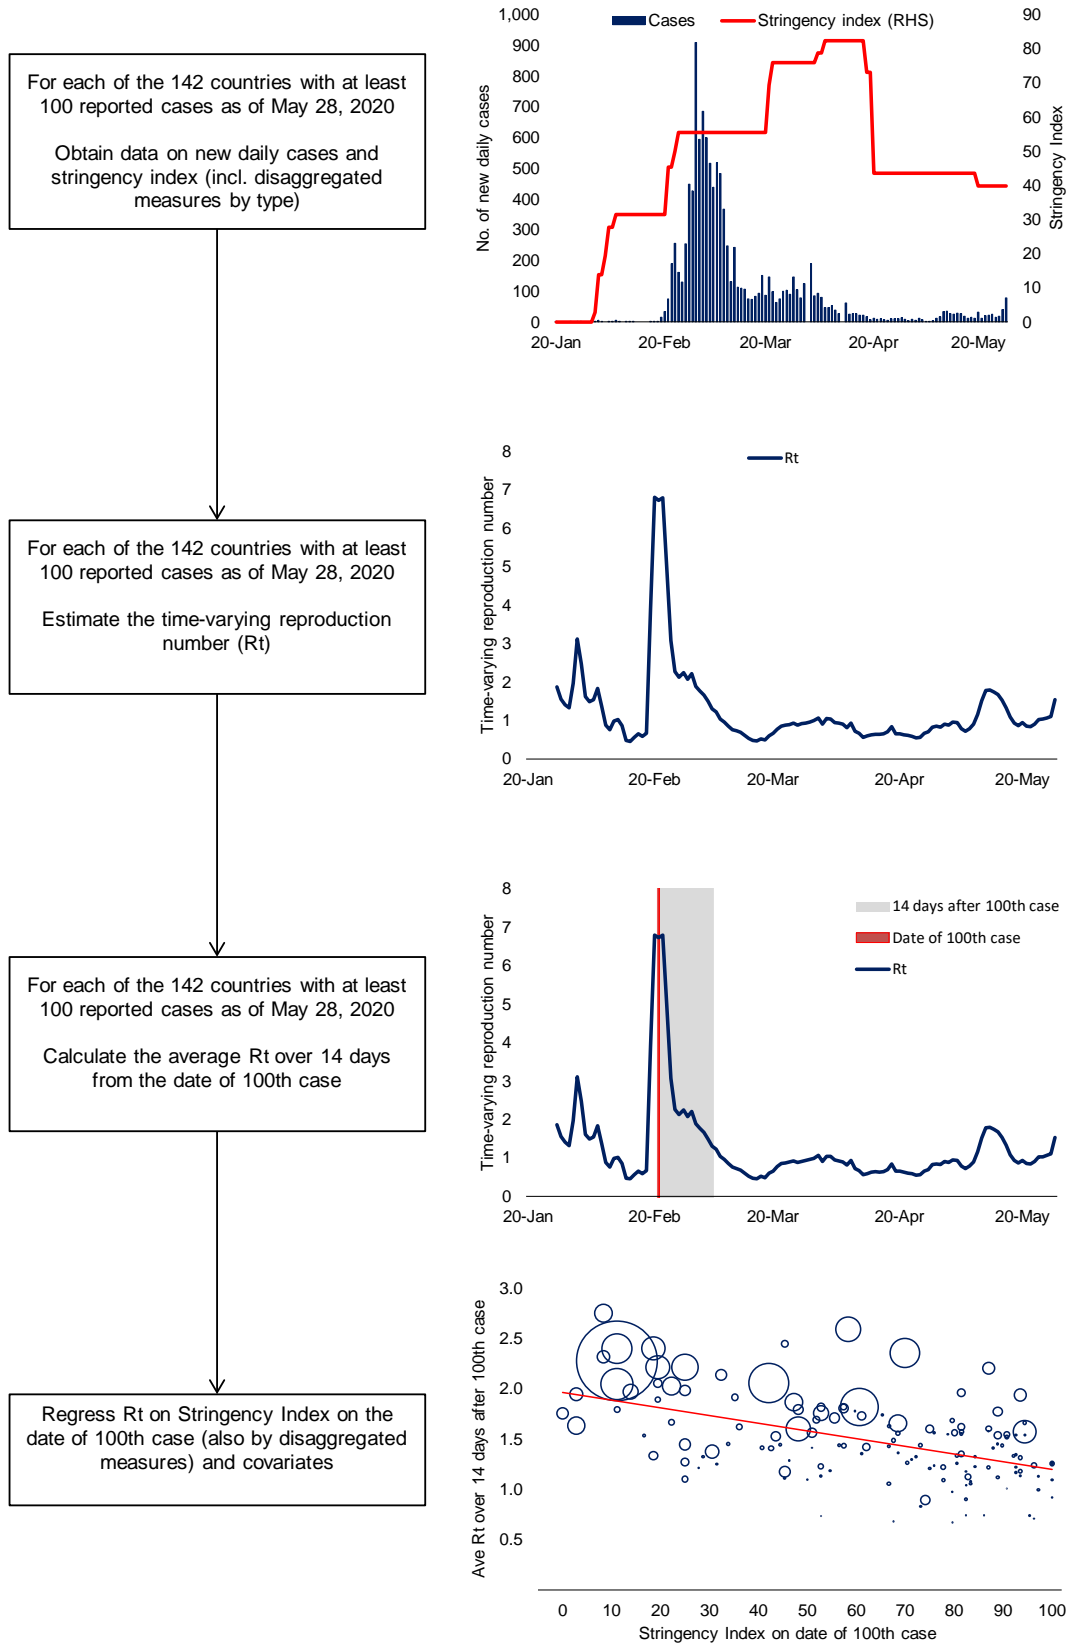 For each of the 142 countries with at least
100 reported cases as of May 28, 2020
Obtain data on new daily cases and
stringency index (incl. disaggregated
measures by type)
1,000
900
800
700
600
500
400
300
200
100
0
No. of new daily cases
Cases
Stringency index (RHS)
90
80
70
60
50
40
30
20
10
0
Stringency Index
20-Jan
20-Feb
20-Mar
20-Apr
20-May
For each of the 142 countries with at least
100 reported cases as of May 28, 2020
Estimate the time-varying reproduction
number (Rt)
8
7
6
5
4
3
2
1
0
Time-varying reproduction number
Rt
20-Jan
20-Feb
20-Mar
20-Apr
20-May
For each of the 142 countries with at least
100 reported cases as of May 28, 2020
Calculate the average Rt over 14 days
from the date of 100th case
8
7
6
5
4
3
2
1
0
Time-varying reproduction number
14 days after 100th case
Date of 100th case
Rt
20-Jan
20-Feb
20-Mar
20-Apr
20-May
Regress Rt on Stringency Index on the
date of 100th case (also by disaggregated
measures) and covariates
3.0
2.5
2.0
1.5
1.0
0.5
Ave Rt over 14 days after 100th case
0
10
20
30
40
50
60
70
80
90
100
Stringency Index on date of 100th case